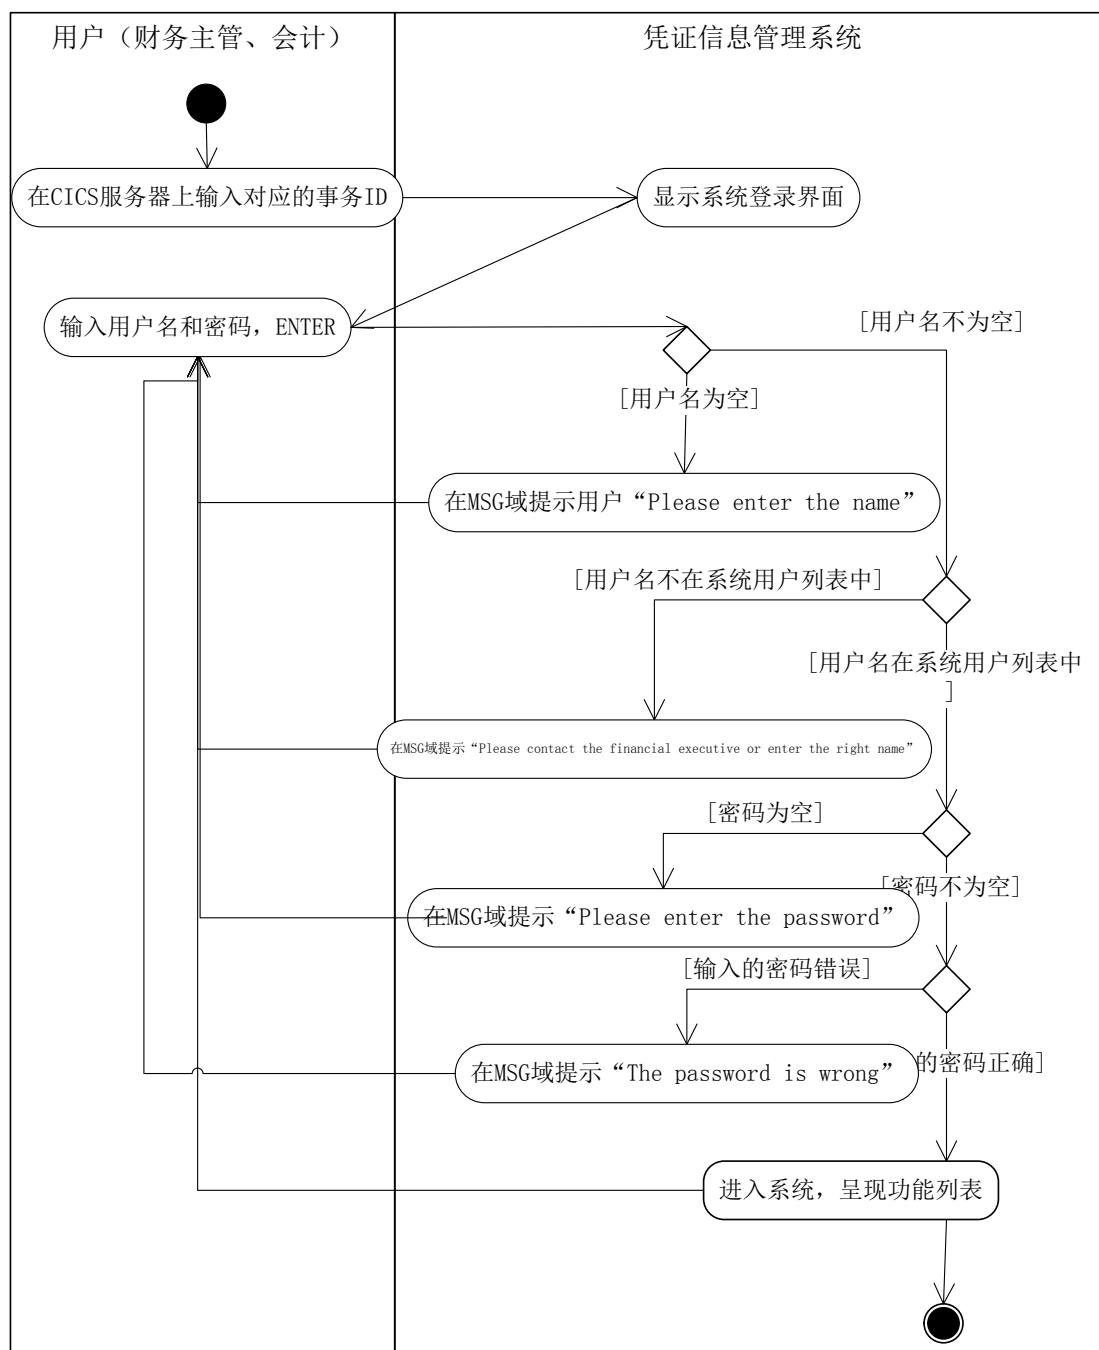 用户（财务主管、会计）
凭证信息管理系统
在CICS服务器上输入对应的事务ID
显示系统登录界面
输入用户名和密码，ENTER
[用户名不为空]
[用户名为空]
在MSG域提示用户“Please enter the name”
[用户名不在系统用户列表中]
[用户名在系统用户列表中
]
在MSG域提示“Please contact the financial executive or enter the right name”
[密码为空]
[密码不为空]
在MSG域提示“Please enter the password”
[输入的密码错误]
的密码正确]
在MSG域提示“The password is wrong”
进入系统，呈现功能列表